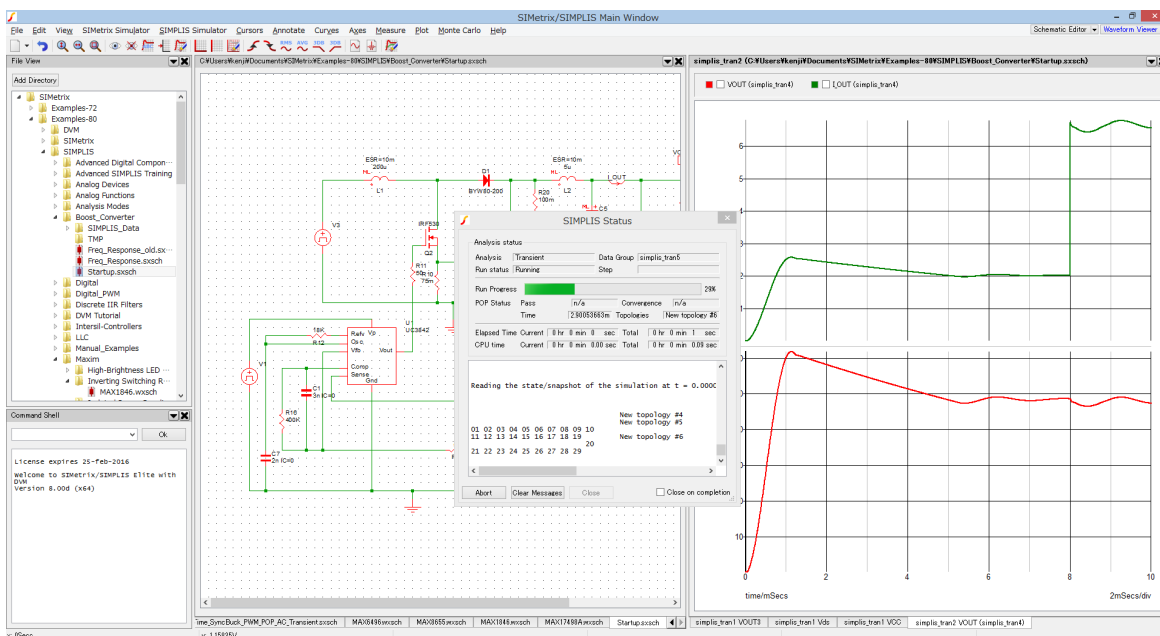 SIMetrix/SIMPLIS Main Window
File Edit View SIMetrix Simulator SIMPLIS Simulator Cursors Annotate Curves Axes Measure Plot Monte Carlo Help
Schematic Editor Waveform Viewer
File View
Add Directory
SIMetrix
Examples-72
Examples-80
DVM
SIMetrix
SIMPLIS
Advanced Digital Compon···
Advanced SIMPLIS Training
Analog Devices
Analog Functions
Analysis Modes
Boost_Converter
SIMPLIS_Data
TMP
Freq_Response_old.sx···
Freq_Response.sxsch
Startup.sxsch
Digital
Digital_PWM
Discrete IIR Filters
DVM Tutorial
Intersil-Controllers
LLC
Manual_Examples
Maxim
High-Brightness LED ···
Inverting Switching R···
MAX1846.wxsch
Command Shell
Ok
License expires 25-Feb-2016
Welcome to SIMetrix/SIMPLIS Elite with
DVM
Version 8.00d (x64)
x: 0Secs
y: 1.15835V
C:¥Users¥kenji¥Documents¥SIMetrix¥Examples-80¥SIMPLIS¥Boost_Converter¥Startup.sxsch
ESR=10m
200u
L1
D1
BYW80-200
ESR=10m
5u
L2
I_OUT
R20
100m
C5
V3
IRF530
Q2
R11
R10
75m
18K
R12
U1
UC3842
Refv Vp
Osc
Vfb Vout
Comp
Sense
Gnd
V1
C1
3n IC=0
R16
400K
C7
2n IC=0
SIMPLIS Status
Analysis status
Analysis Transient Data Group simplis_tran5
Run status Running Step
Run Progress 29%
POP Status Pass n/a Convergence n/a
Time 2.90053663m Topologies New topology #6
Elapsed Time Current 0 hr 0 min 0 sec Total 0 hr 0 min 1 sec
CPU time Current 0 hr 0 min 0.00 sec Total 0 hr 0 min 0.09 sec
Reading the state/snapshot of the simulation at t = 0.000
New topology #4
New topology #5
01 02 03 04 05 06 07 08 09 10
11 12 13 14 15 16 17 18 19 New topology #6
20
21 22 23 24 25 26 27 28 29
Abort Clear Messages Close Close on completion
Time_SyncBuck_PWM_POP_AC_Transient.sxsch MAX6496.wxsch MAX8655.wxsch MAX1846.wxsch MAX17498A.wxsch Startup.sxsch
simplis_tran2 (C:¥Users¥kenji¥Documents¥SIMetrix¥Examples-80¥SIMPLIS¥Boost_Converter¥Startup.sxsch)
VOUT (simplis_tran4) I_OUT (simplis_tran4)
6
10
0 2 4 6 8 10
time/mSecs 2mSecs/div
simplis_tran1 VOUT3 simplis_tran1 Vds simplis_tran1 VCC simplis_tran2 VOUT (simplis_tran4)